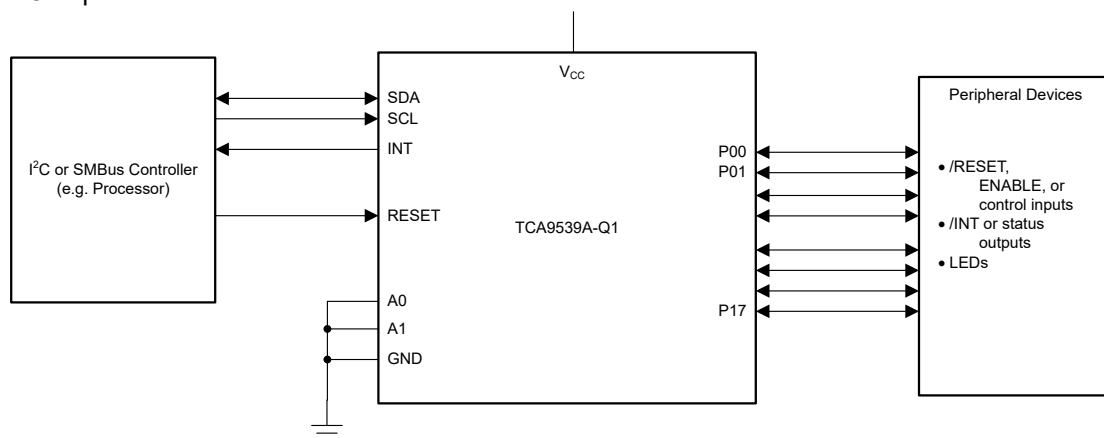 V_CC
I²C or SMBus Controller
(e.g. Processor)
SDA
SCL
INT
RESET
A0
A1
GND
TCA9539A-Q1
P00
P01
P17
Peripheral Devices
• /RESET,
ENABLE, or
control inputs
• /INT or status
outputs
• LEDs